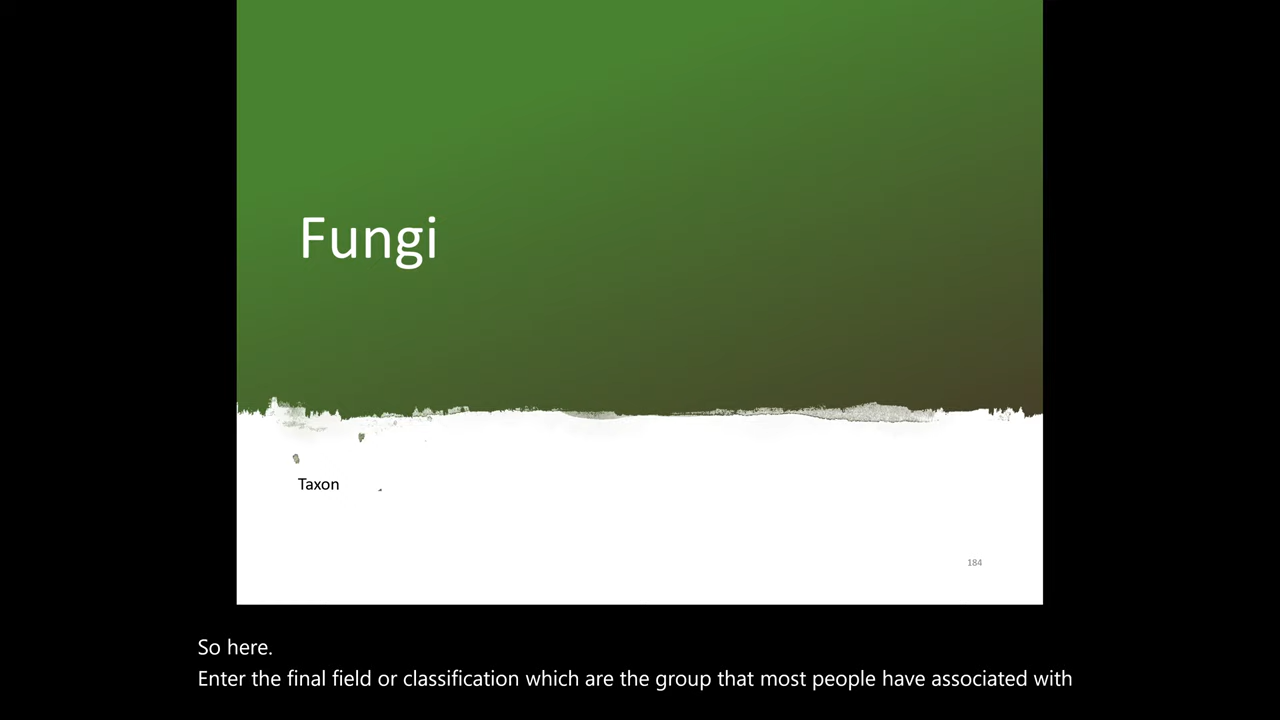 Fungi
Taxon
184
So here.
Enter the final field or classification which are the group that most people have associated with